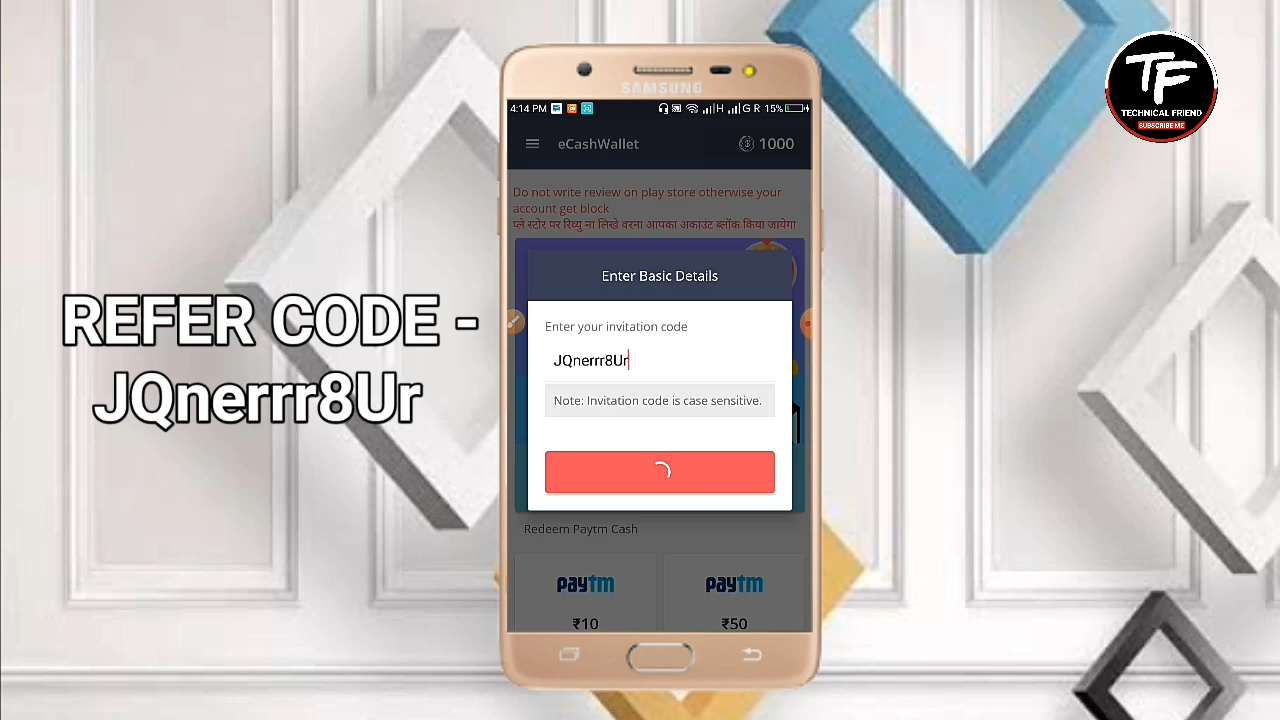 REFER CODE -
JQnerrr8Ur
SAMSUNG
4:14 PM
H
G R 15%
eCashWallet
1000
Do not write review on play store otherwise your
account get block
प्ले स्टोर पर रिव्यु ना लिखे वरना आपका अकाउंट ब्लॉक किया जायेगा
Enter Basic Details
Enter your invitation code
JQnerrr8Ur
Note: Invitation code is case sensitive.
Redeem Paytm Cash
paytm
paytm
₹10
₹50
TF
TECHNICAL FRIEND
SUBSCRIBE ME